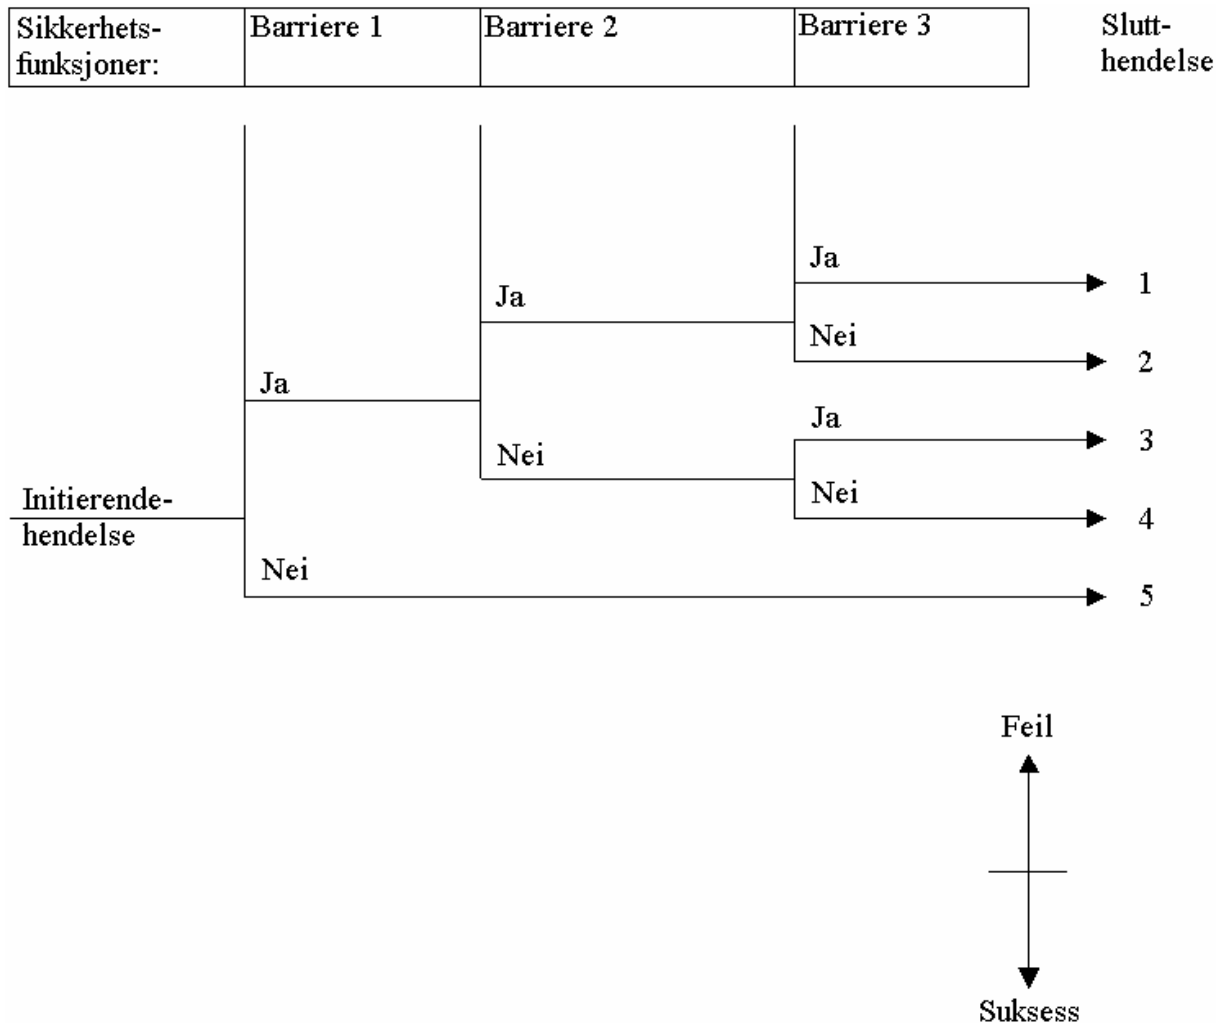 Sikkerhets-
funksjoner:
Barriere 1
Barriere 2
Barriere 3
Slutt-
hendelse
Ja
1
Ja
Nei
2
Ja
Ja
3
Nei
Nei
4
Initierende-
hendelse
Nei
5
Feil
Suksess